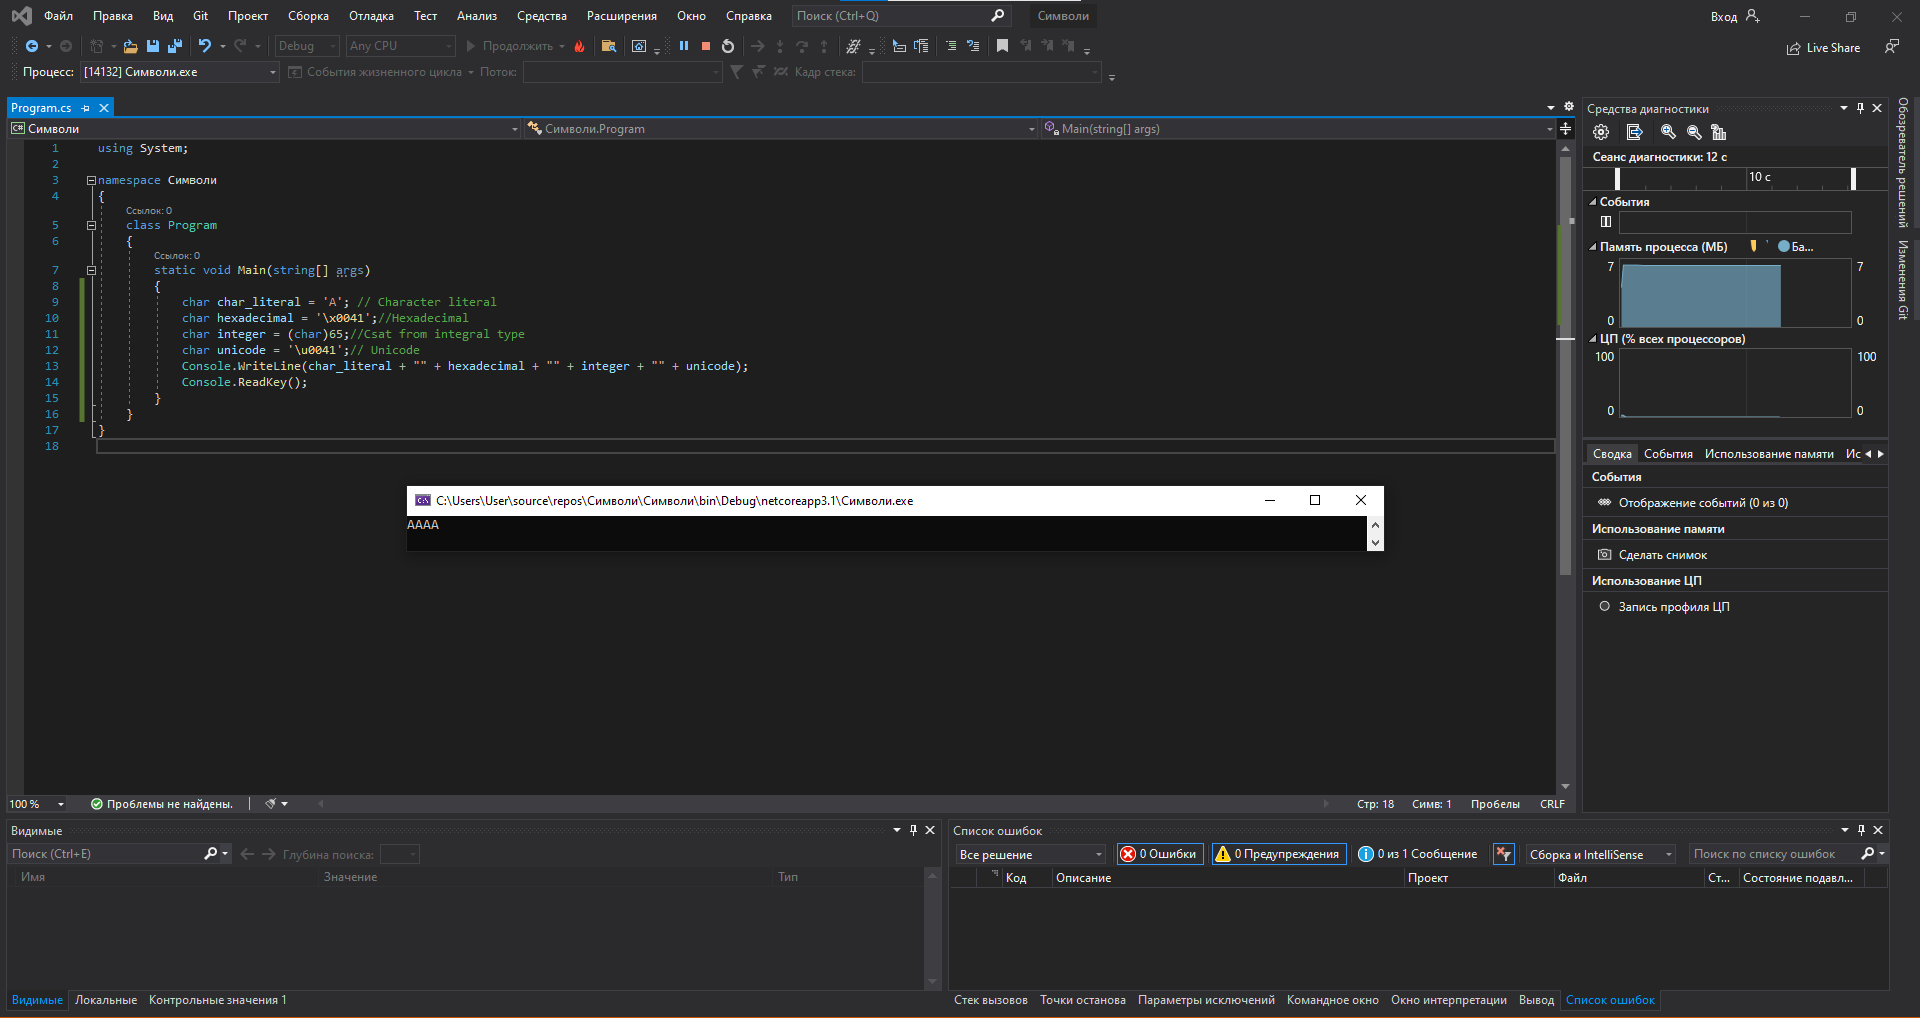 Файл Правка Вид Git Проект Сборка Отладка Тест Анализ Средства Расширения Окно Справка Поиск (Ctrl+Q) Символи Вход
Debug Any CPU Продолжить Live Share
Процесс: [14132] Символи.exe События жизненного цикла Поток: Кадр стека:
Program.cs
Символи Символи.Program Main(string[] args)
1 using System;
2
3 namespace Символи
4 {
Ссылок: 0
5 class Program
6 {
Ссылок: 0
7 static void Main(string[] args)
8 {
9 char char_literal = 'A'; // Character literal
10 char hexadecimal = '\x0041';//Hexadecimal
11 char integer = (char)65;//Csat from integral type
12 char unicode = '\u0041';// Unicode
13 Console.WriteLine(char_literal + "" + hexadecimal + "" + integer + "" + unicode);
14 Console.ReadKey();
15 }
16 }
17 }
18
C:\Users\User\source\repos\Символи\Символи\bin\Debug\netcoreapp3.1\Символи.exe
AAAA
100 % Проблемы не найдены. Стр: 18 Симв: 1 Пробелы CRLF
Средства диагностики
Сеанс диагностики: 12 с
10 с
События
Память процесса (МБ) Ба...
7 7
0 0
ЦП (% всех процессоров)
100 100
0 0
Сводка События Использование памяти Ис
События
Отображение событий (0 из 0)
Использование памяти
Сделать снимок
Использование ЦП
Запись профиля ЦП
Обозреватель решений
Изменения Git
Видимые
Поиск (Ctrl+E) Глубина поиска:
Имя Значение Тип
Видимые Локальные Контрольные значения 1
Список ошибок
Все решение 0 Ошибки 0 Предупреждения 0 из 1 Сообщение Сборка и IntelliSense Поиск по списку ошибок
Код Описание Проект Файл Ст... Состояние подавл...
Стек вызовов Точки останова Параметры исключений Командное окно Окно интерпретации Вывод Список ошибок